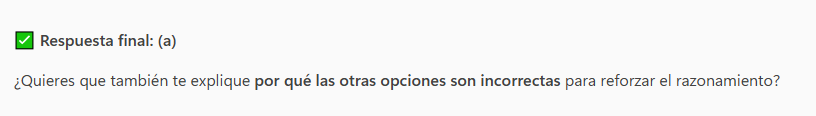 ✅ Respuesta final: (a)
¿Quieres que también te explique por qué las otras opciones son incorrectas para reforzar el razonamiento?